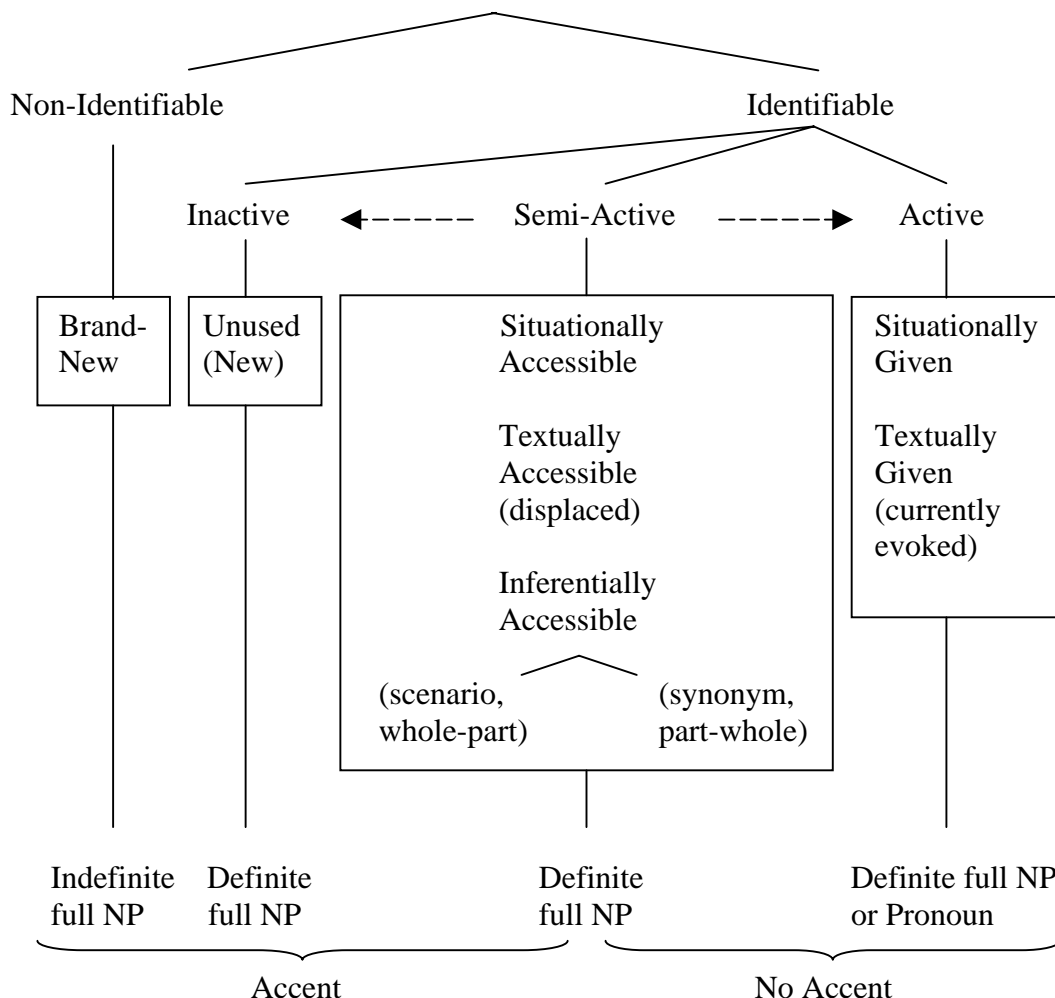 Non-Identifiable
Identifiable
Inactive
Semi-Active
Active
Brand-
New
Unused
(New)
Situationally
Accessible
Textually
Accessible
(displaced)
Inferentially
Accessible
(scenario,
whole-part)
(synonym,
part-whole)
Situationally
Given
Textually
Given
(currently
evoked)
Indefinite
full NP
Definite
full NP
Definite
full NP
Definite full NP
or Pronoun
Accent
No Accent